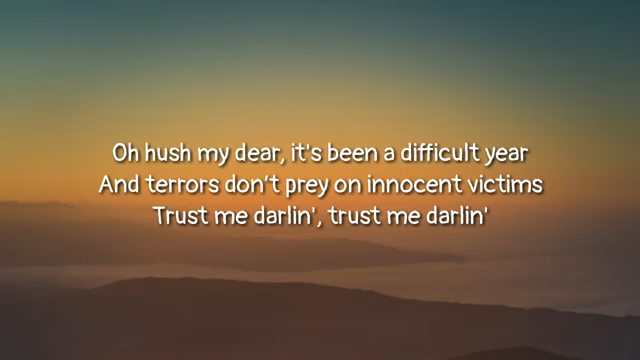 Oh hush my dear, it's been a difficult year
And terrors don't prey on innocent victims
Trust me darlin', trust me darlin'